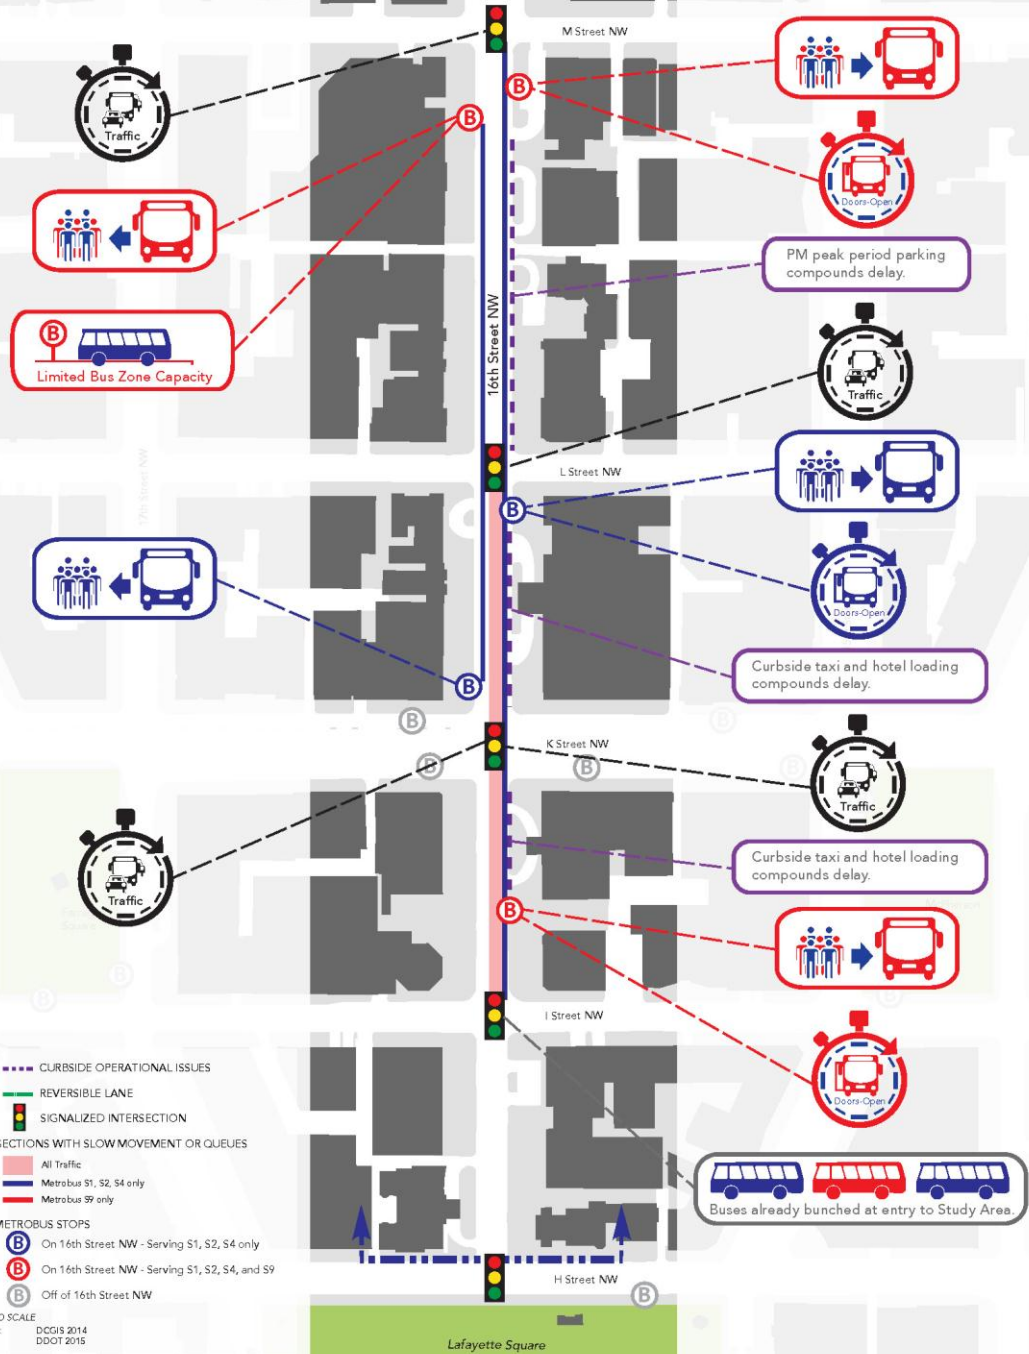 M Street NW
Traffic
B
B
Doors-Open
PM peak period parking
compounds delay.
B
Limited Bus Zone Capacity
16th Street NW
Traffic
L Street NW
17th Street NW
B
Doors-Open
Curbside taxi and hotel loading
compounds delay.
B
B
B
K Street NW
B
B
B
Traffic
Traffic
Curbside taxi and hotel loading
compounds delay.
B
B
B
B
I Street NW
Doors-Open
CURBSIDE OPERATIONAL ISSUES
REVERSIBLE LANE
SIGNALIZED INTERSECTION
SECTIONS WITH SLOW MOVEMENT OR QUEUES
All Traffic
Metrobus S1, S2, S4 only
Metrobus S9 only
METROBUS STOPS
B On 16th Street NW - Serving S1, S2, S4 only
B On 16th Street NW - Serving S1, S2, S4, and S9
B Off of 16th Street NW
O SCALE
DCGIS 2014
DDOT 2015
Buses already bunched at entry to Study Area.
H Street NW
B
Lafayette Square